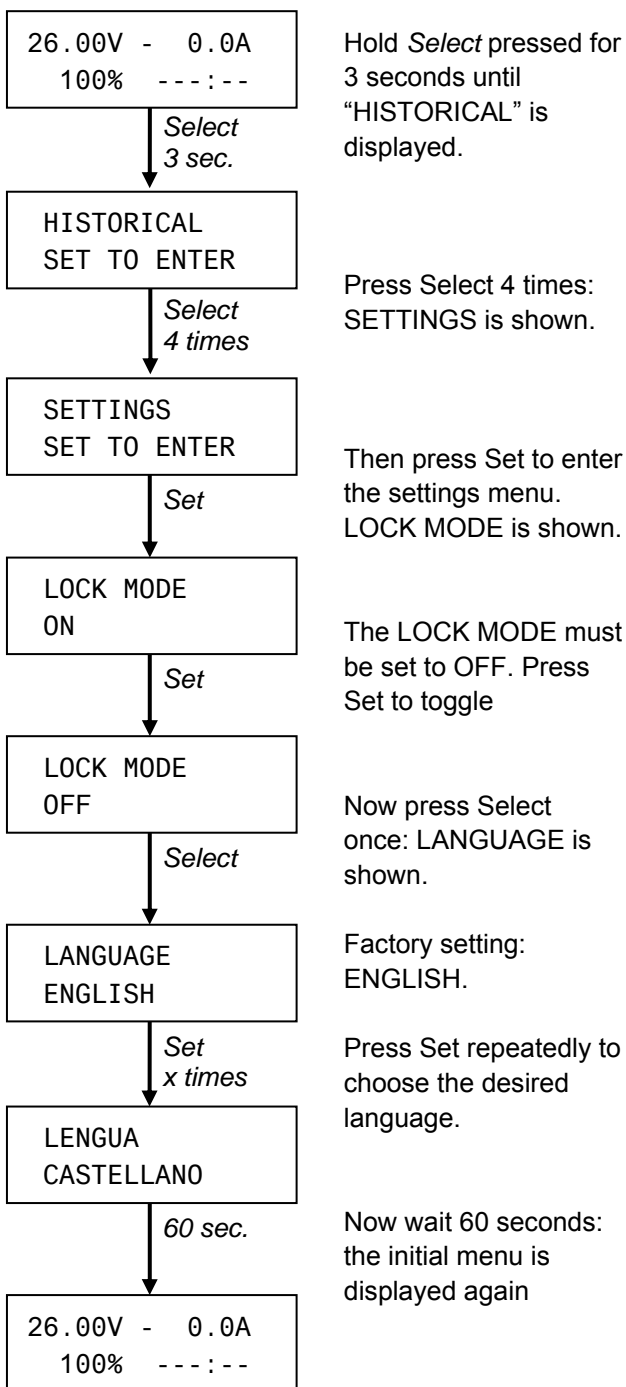 26.00V - 0.0A
100% ---:--
Hold Select pressed for
3 seconds until
“HISTORICAL” is
displayed.
Select
3 sec.
HISTORICAL
SET TO ENTER
Press Select 4 times:
SETTINGS is shown.
Select
4 times
SETTINGS
SET TO ENTER
Then press Set to enter
the settings menu.
LOCK MODE is shown.
Set
LOCK MODE
ON
The LOCK MODE must
be set to OFF. Press
Set to toggle
Set
LOCK MODE
OFF
Now press Select
once: LANGUAGE is
shown.
Select
LANGUAGE
ENGLISH
Factory setting:
ENGLISH.
Set
x times
Press Set repeatedly to
choose the desired
language.
LENGUA
CASTELLANO
60 sec.
Now wait 60 seconds:
the initial menu is
displayed again
26.00V - 0.0A
100% ---:--